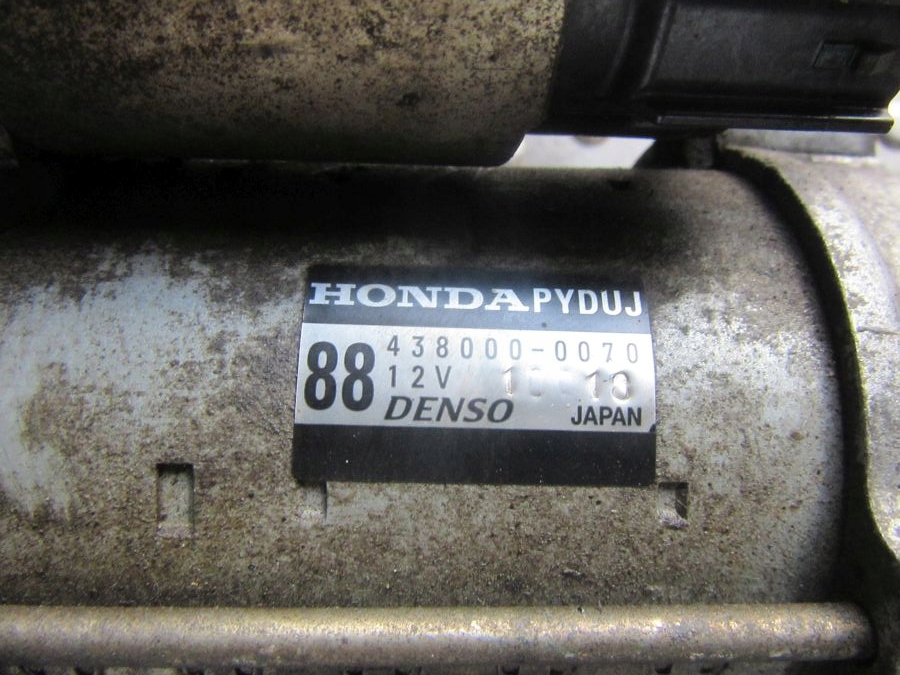 HONDA PYDUJ
88 438000-0070
12V
DENSO JAPAN